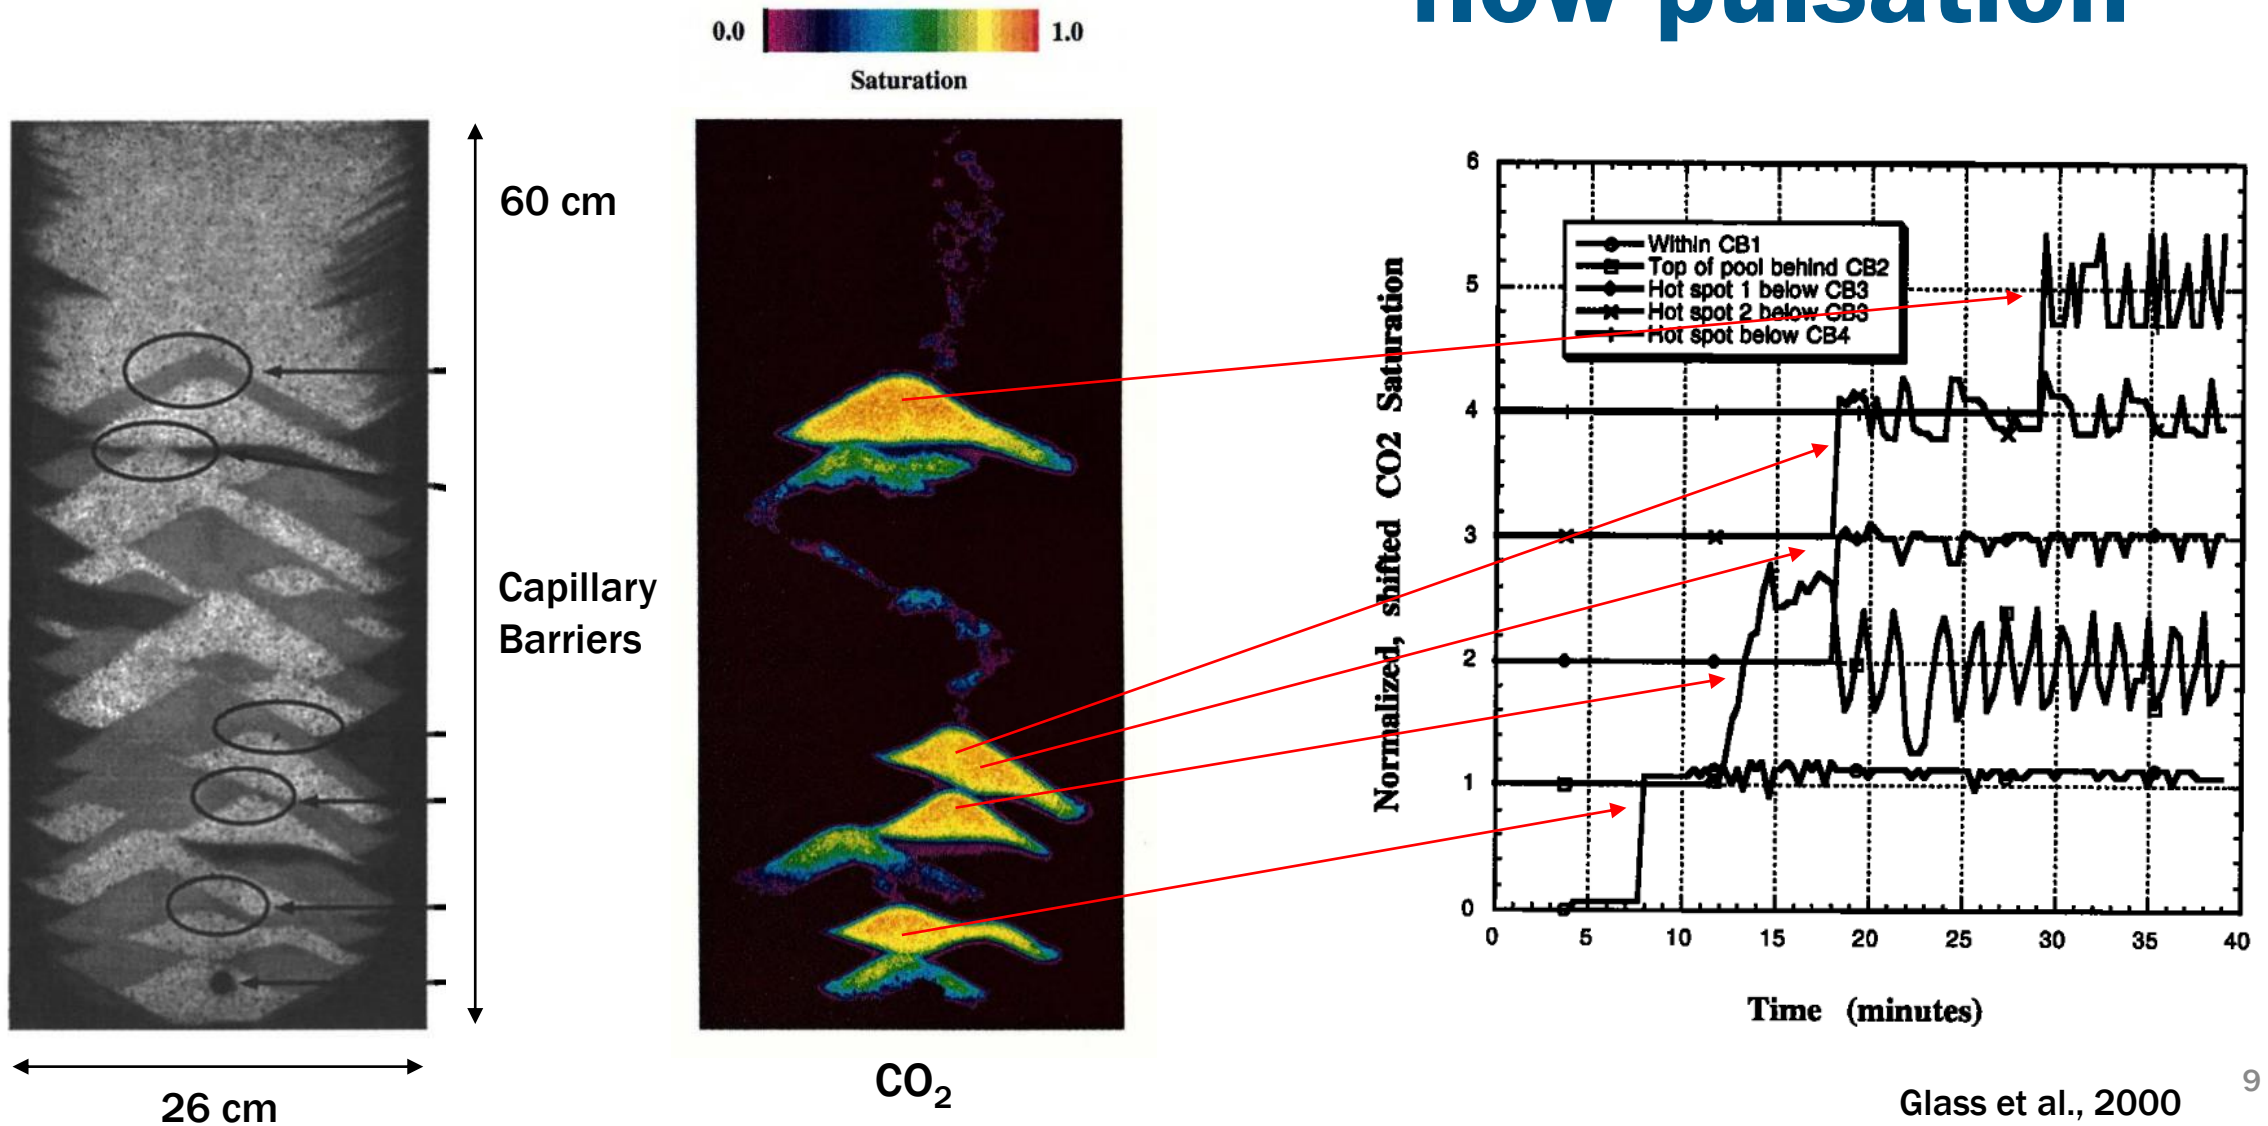 flow pulsation
0.0
1.0
Saturation
60 cm
Capillary
Barriers
26 cm
CO2
Normalized, shifted CO2 Saturation
6
5
4
3
2
1
0
Within CB1
Top of pool behind CB2
Hot spot 1 below CB3
Hot spot 2 below CB3
Hot spot below CB4
0 5 10 15 20 25 30 35 40
Time (minutes)
Glass et al., 2000
9